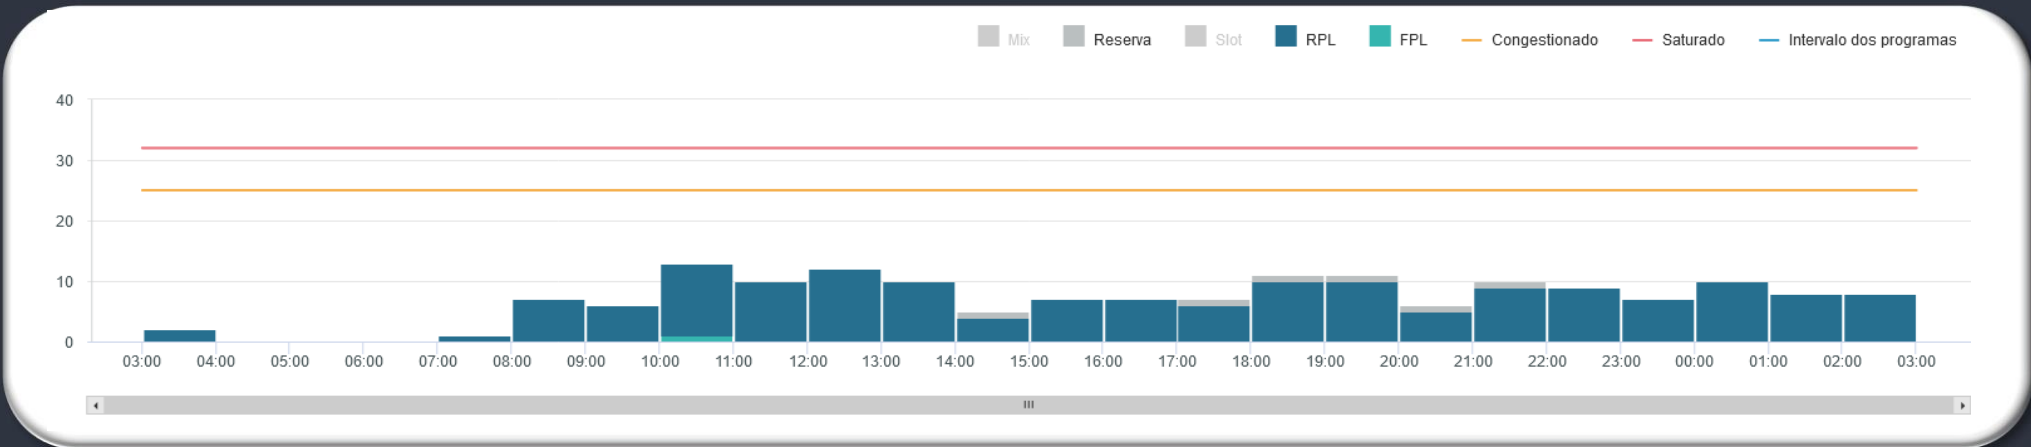 Mix Reserva Slot RPL FPL Congestionado Saturado Intervalo dos programas
40
30
20
10
0
03:00 04:00 05:00 06:00 07:00 08:00 09:00 10:00 11:00 12:00 13:00 14:00 15:00 16:00 17:00 18:00 19:00 20:00 21:00 22:00 23:00 00:00 01:00 02:00 03:00